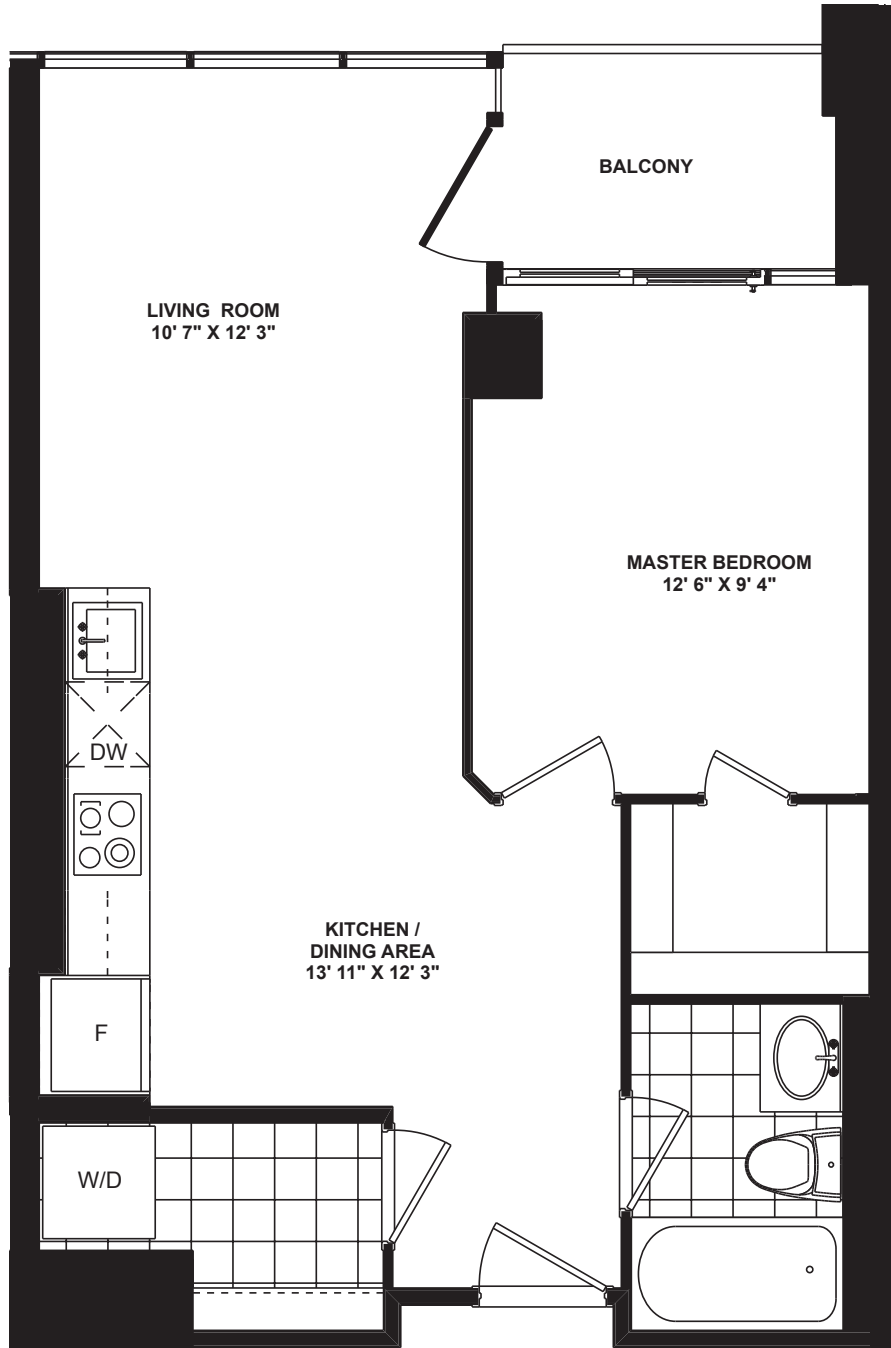 BALCONY
LIVING ROOM
10' 7" X 12' 3"
MASTER BEDROOM
12' 6" X 9' 4"
DW
KITCHEN /
DINING AREA
13' 11" X 12' 3"
F
W/D